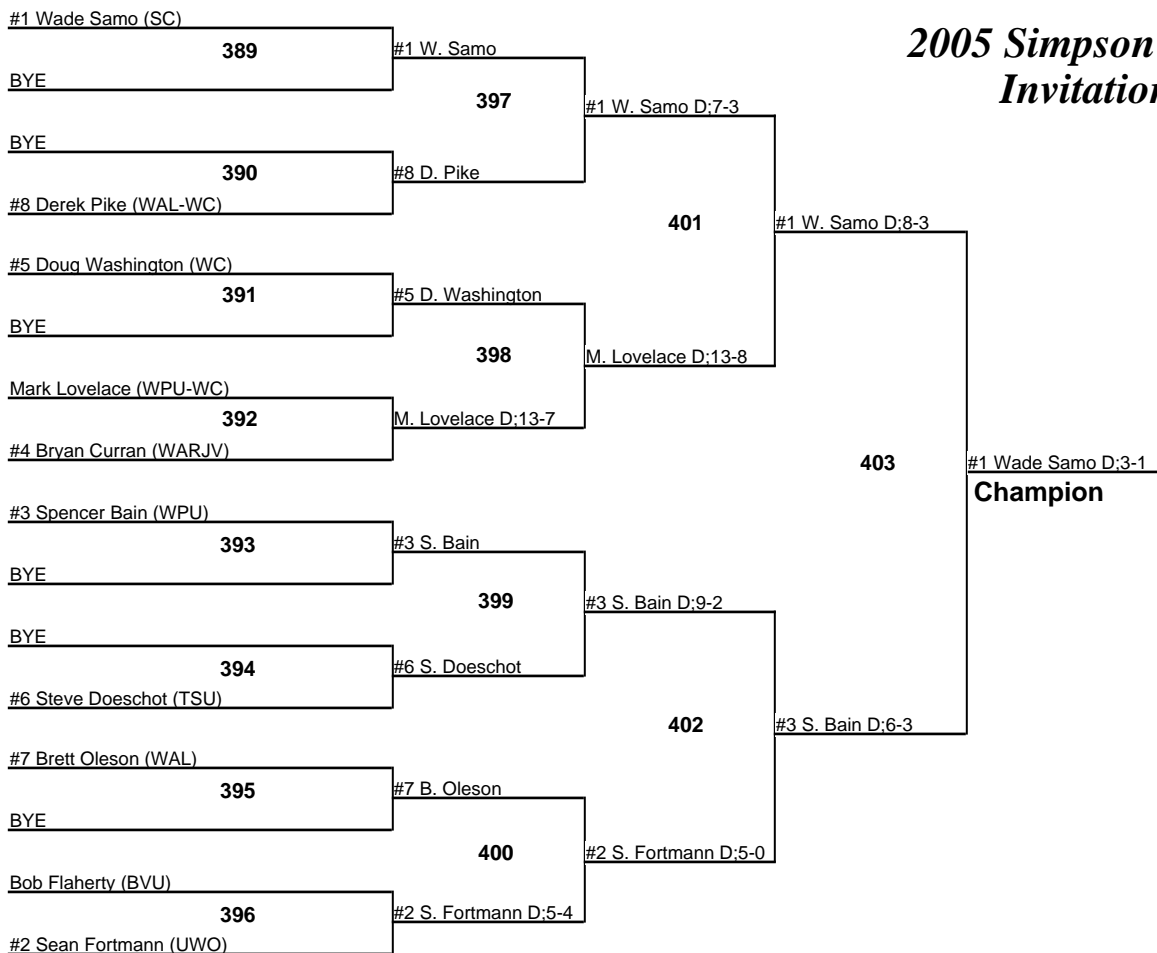 2005 Simpson
Invitation
#1 Wade Samo (SC)
389
BYE
#1 W. Samo
397
BYE
390
#8 Derek Pike (WAL-WC)
#8 D. Pike
#1 W. Samo D;7-3
401
#5 Doug Washington (WC)
391
BYE
#5 D. Washington
398
Mark Lovelace (WPU-WC)
392
#4 Bryan Curran (WARJV)
M. Lovelace D;13-7
M. Lovelace D;13-8
#1 W. Samo D;8-3
403
#3 Spencer Bain (WPU)
393
BYE
#3 S. Bain
399
BYE
394
#6 Steve Doeschot (TSU)
#6 S. Doeschot
#3 S. Bain D;9-2
402
#7 Brett Oleson (WAL)
395
BYE
#7 B. Oleson
400
Bob Flaherty (BVU)
396
#2 Sean Fortmann (UWO)
#2 S. Fortmann D;5-4
#2 S. Fortmann D;5-0
#3 S. Bain D;6-3
#1 Wade Samo D;3-1
Champion